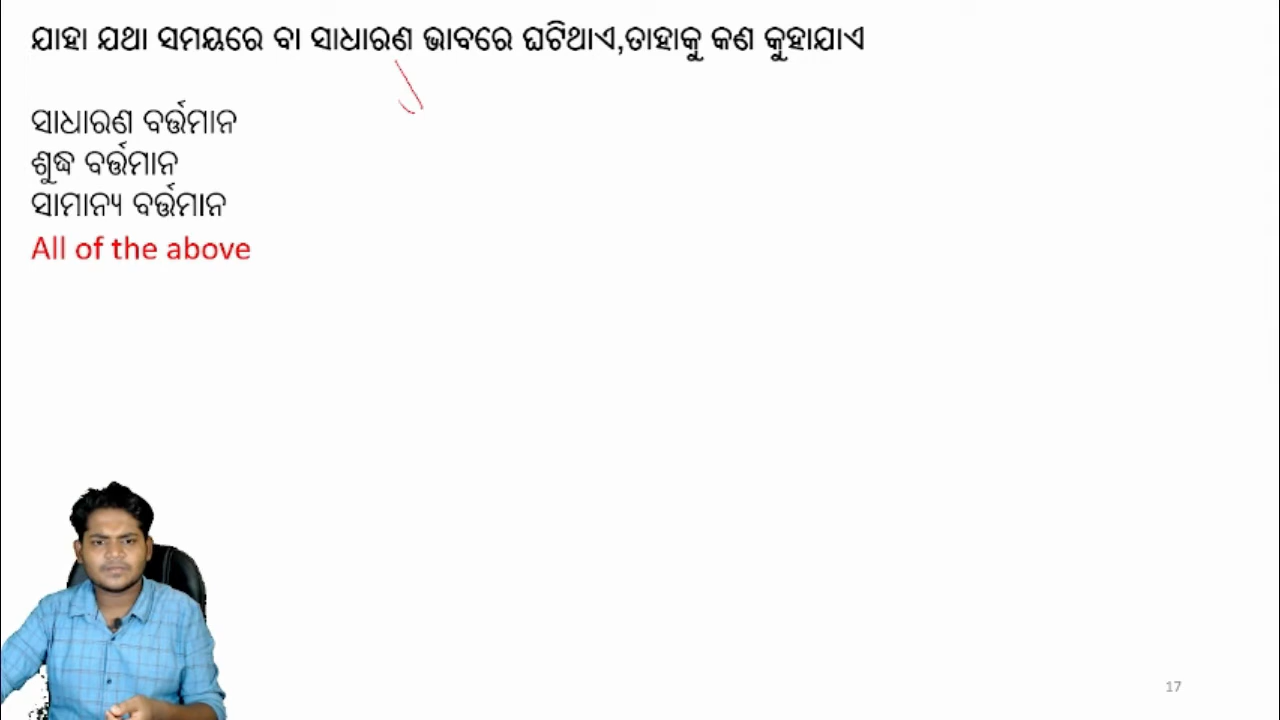 ଯାହା ଯଥା ସମୟରେ ବା ସାଧାରଣ ଭାବରେ ଘଟିଥାଏ,ତାହାକୁ କଣ କୁହାଯାଏ
ସାଧାରଣ ବର୍ତ୍ତମାନ
ଶୁଦ୍ଧ ବର୍ତ୍ତମାନ
ସାମାନ୍ୟ ବର୍ତ୍ତମାନ
All of the above
17